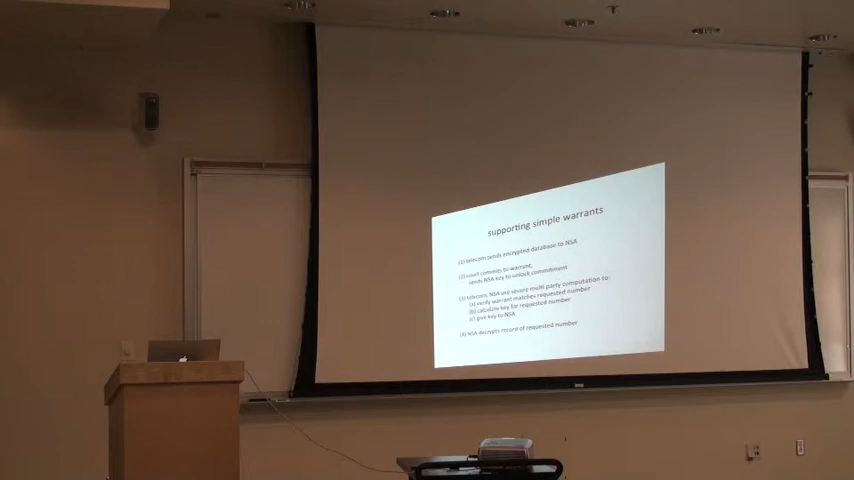 supporting simple warrants
(1) telecom sends encrypted database to NSA
(2) court commits to warrant,
sends NSA key to unlock commitment
(3) telecom, NSA use secure multi party computation to:
(a) verify warrant matches requested number
(b) calculate key for requested number
(c) give key to NSA
(4) NSA decrypts record of requested number